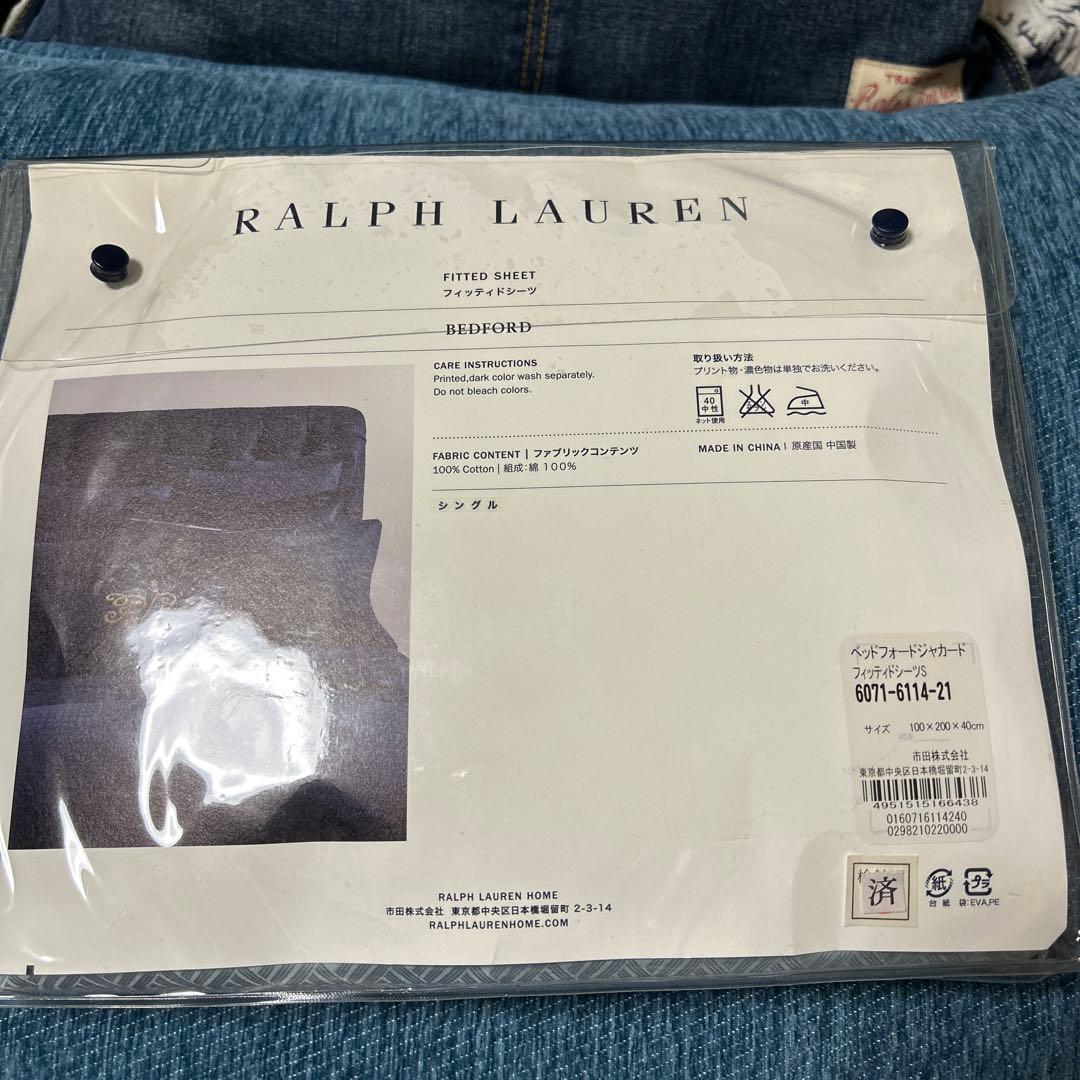 RALPH LAUREN
FITTED SHEET
フィッティドシーツ
BEDFORD
CARE INSTRUCTIONS
Printed,dark color wash separately.
Do not bleach colors.
取り扱い方法
プリント物・濃色物は単独でお洗いください。
40
中性
ネット使用
中
FABRIC CONTENT | ファブリックコンテンツ
100% Cotton | 組成:綿 100%
MADE IN CHINA | 原産国 中国製
シングル
ベッドフォードジャカード
フィッティドシーツS
6071-6114-21
サイズ 100×200×40cm
市田株式会社
東京都中央区日本橋堀留町2-3-14
4951515166438
0160716114240
0298210220000
済
紙
プラ
台紙 袋:EVA,PE
RALPH LAUREN HOME
市田株式会社 東京都中央区日本橋堀留町 2-3-14
RALPHLAURENHOME.COM